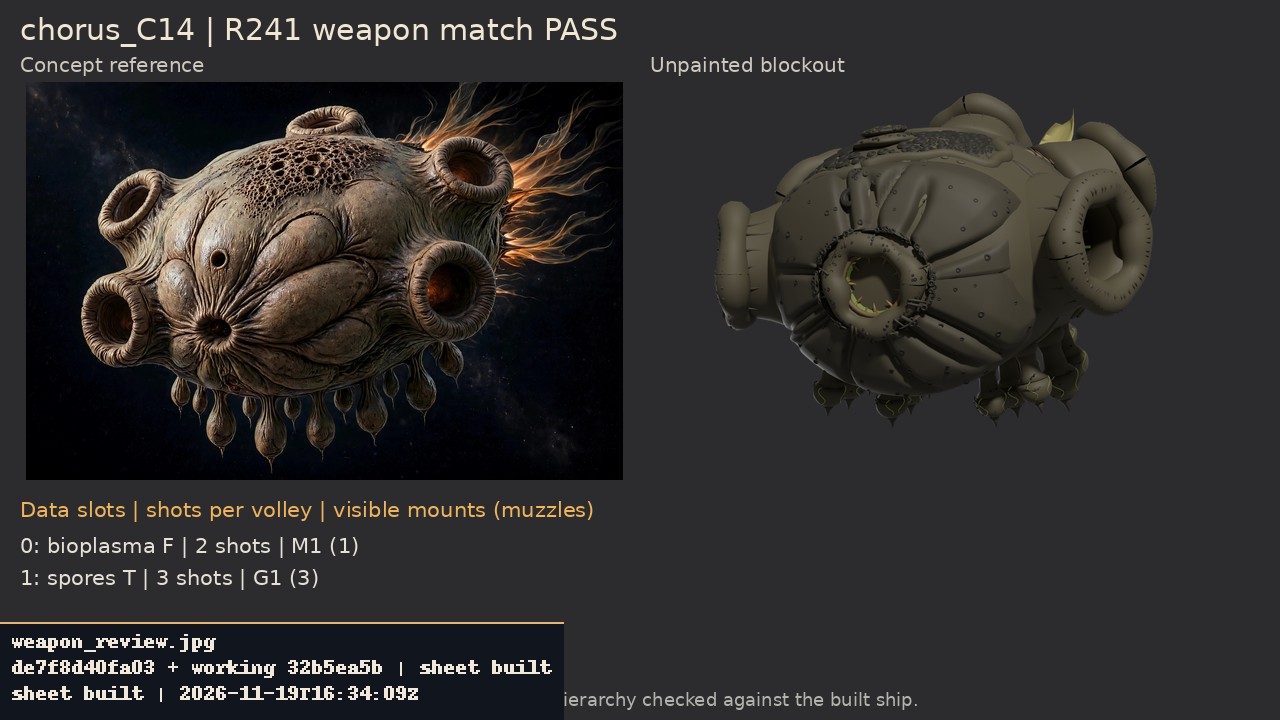 chorus_C14 | R241 weapon match PASS
Concept reference
Unpainted blockout
Data slots | shots per volley | visible mounts (muzzles)
0: bioplasma F | 2 shots | M1 (1)
1: spores T | 3 shots | G1 (3)
weapon_review.jpg
de7f8d40fa03 + working 32b5ea5b | sheet built
sheet built | 2026-11-19T16:34:09Z
checked against the built ship.